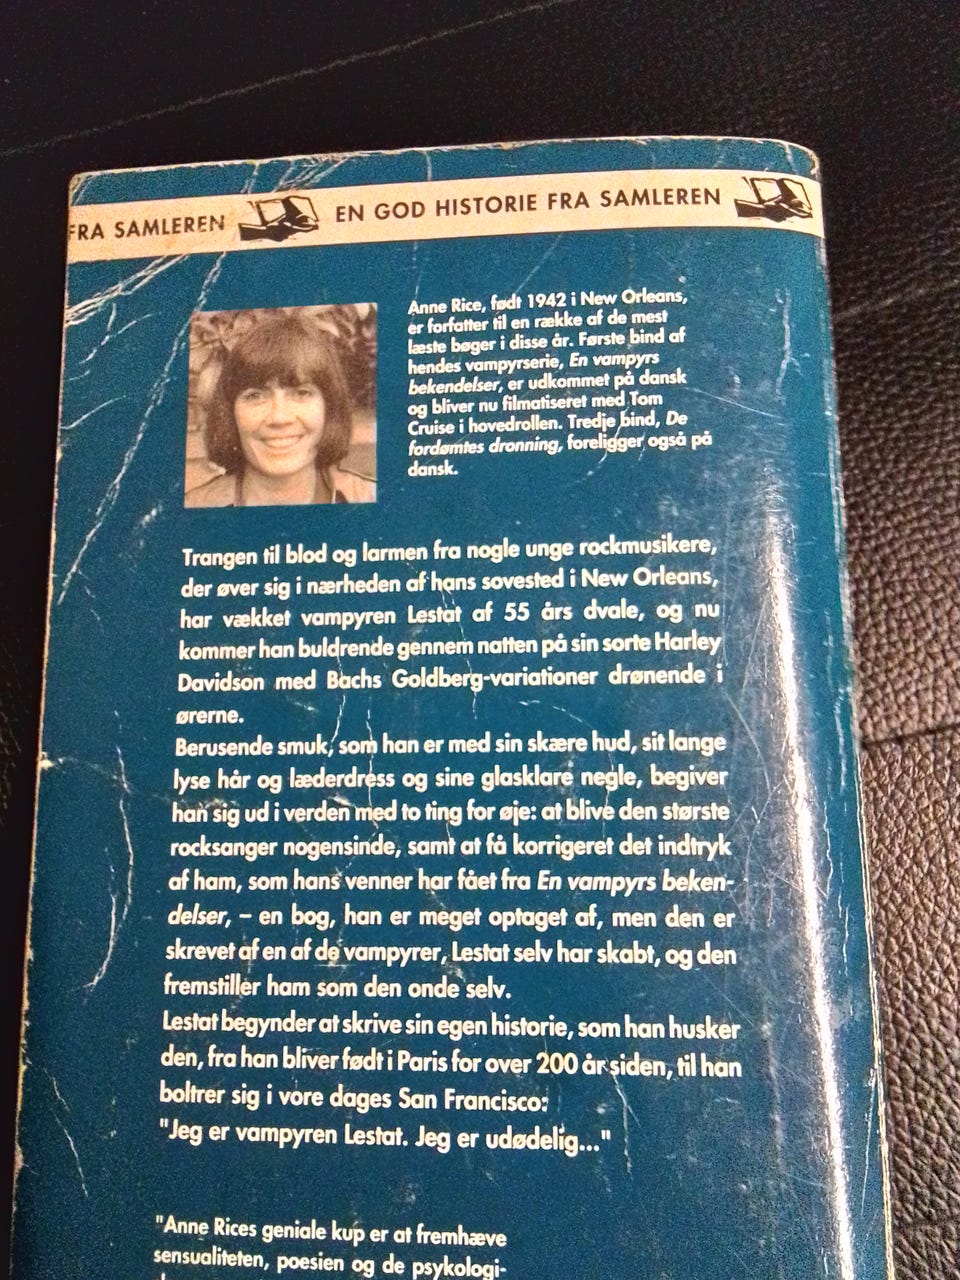 FRA SAMLEREN EN GOD HISTORIE FRA SAMLEREN
Anne Rice, født 1942 i New Orleans,
er forfatter til en række af de mest
læste bøger i disse år. Første bind af
hendes vampyrserie, En vampyrs
bekendelser, er udkommet på dansk
og bliver nu filmatiseret med Tom
Cruise i hovedrollen. Tredje bind, De
fordømtes dronning, foreligger også på
dansk.
Trangen til blod og larmen fra nogle unge rockmusikere,
der øver sig i nærheden af hans sovested i New Orleans,
har vækket vampyren Lestat af 55 års dvale, og nu
kommer han buldrende gennem natten på sin sorte Harley
Davidson med Bachs Goldberg-variationer drønende i
ørerne.
Berusende smuk, som han er med sin skære hud, sit lange
lyse hår og læderdress og sine glasklare negle, begiver
han sig ud i verden med to ting for øje: at blive den største
rocksanger nogensinde, samt at få korrigeret det indtryk
af ham, som hans venner har fået fra En vampyrs beken-
delser, – en bog, han er meget optaget af, men den er
skrevet af en af de vampyrer, Lestat selv har skabt, og den
fremstiller ham som den onde selv.
Lestat begynder at skrive sin egen historie, som han husker
den, fra han bliver født i Paris for over 200 år siden, til han
boltrer sig i vore dages San Francisco:
"Jeg er vampyren Lestat. Jeg er udødelig..."
"Anne Rices geniale kup er at fremhæve
sensualiteten, poesien og de psykologi-